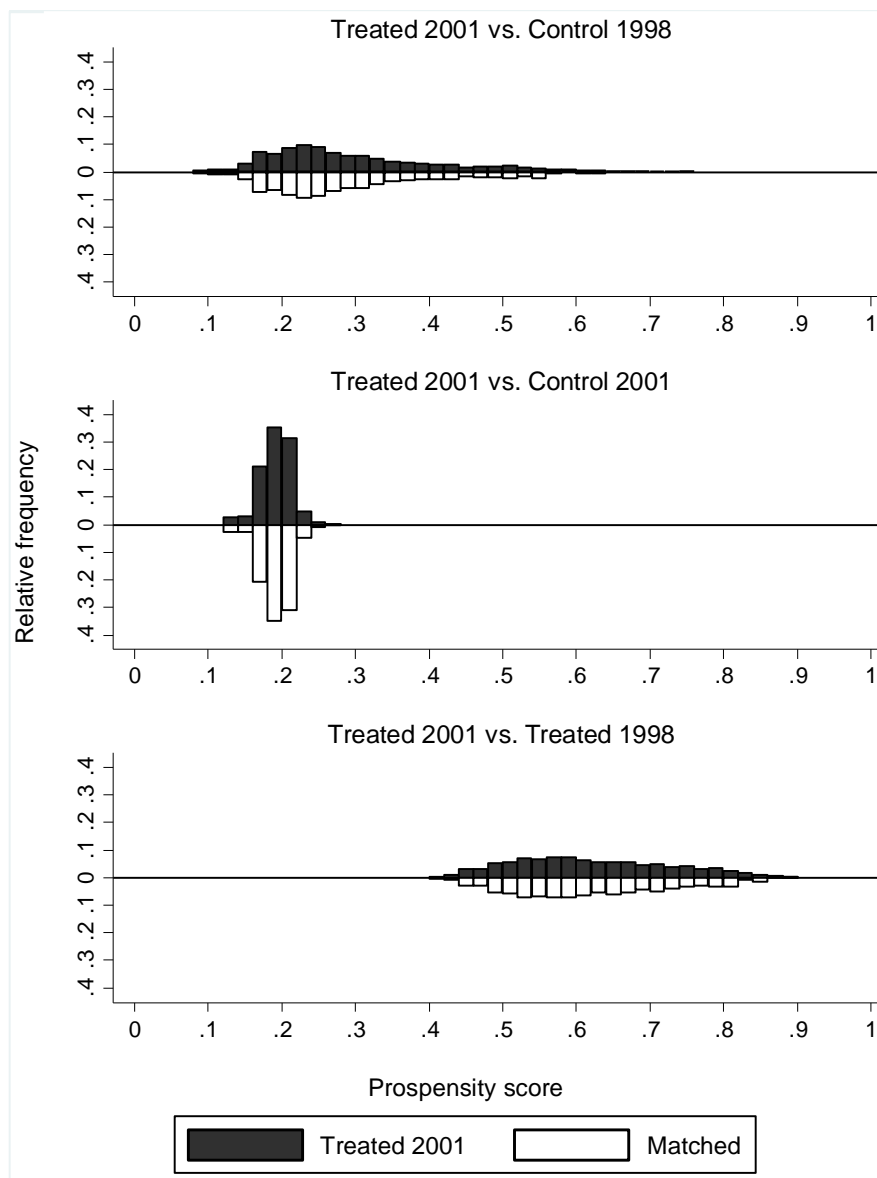 Treated 2001 vs. Control 1998
.4 .3 .2 .1 0 .1 .2 .3 .4
0 .1 .2 .3 .4 .5 .6 .7 .8 .9 1
Treated 2001 vs. Control 2001
.4 .3 .2 .1 0 .1 .2 .3 .4
0 .1 .2 .3 .4 .5 .6 .7 .8 .9 1
Treated 2001 vs. Treated 1998
.4 .3 .2 .1 0 .1 .2 .3 .4
0 .1 .2 .3 .4 .5 .6 .7 .8 .9 1
Relative frequency
Prospensity score
Treated 2001 Matched